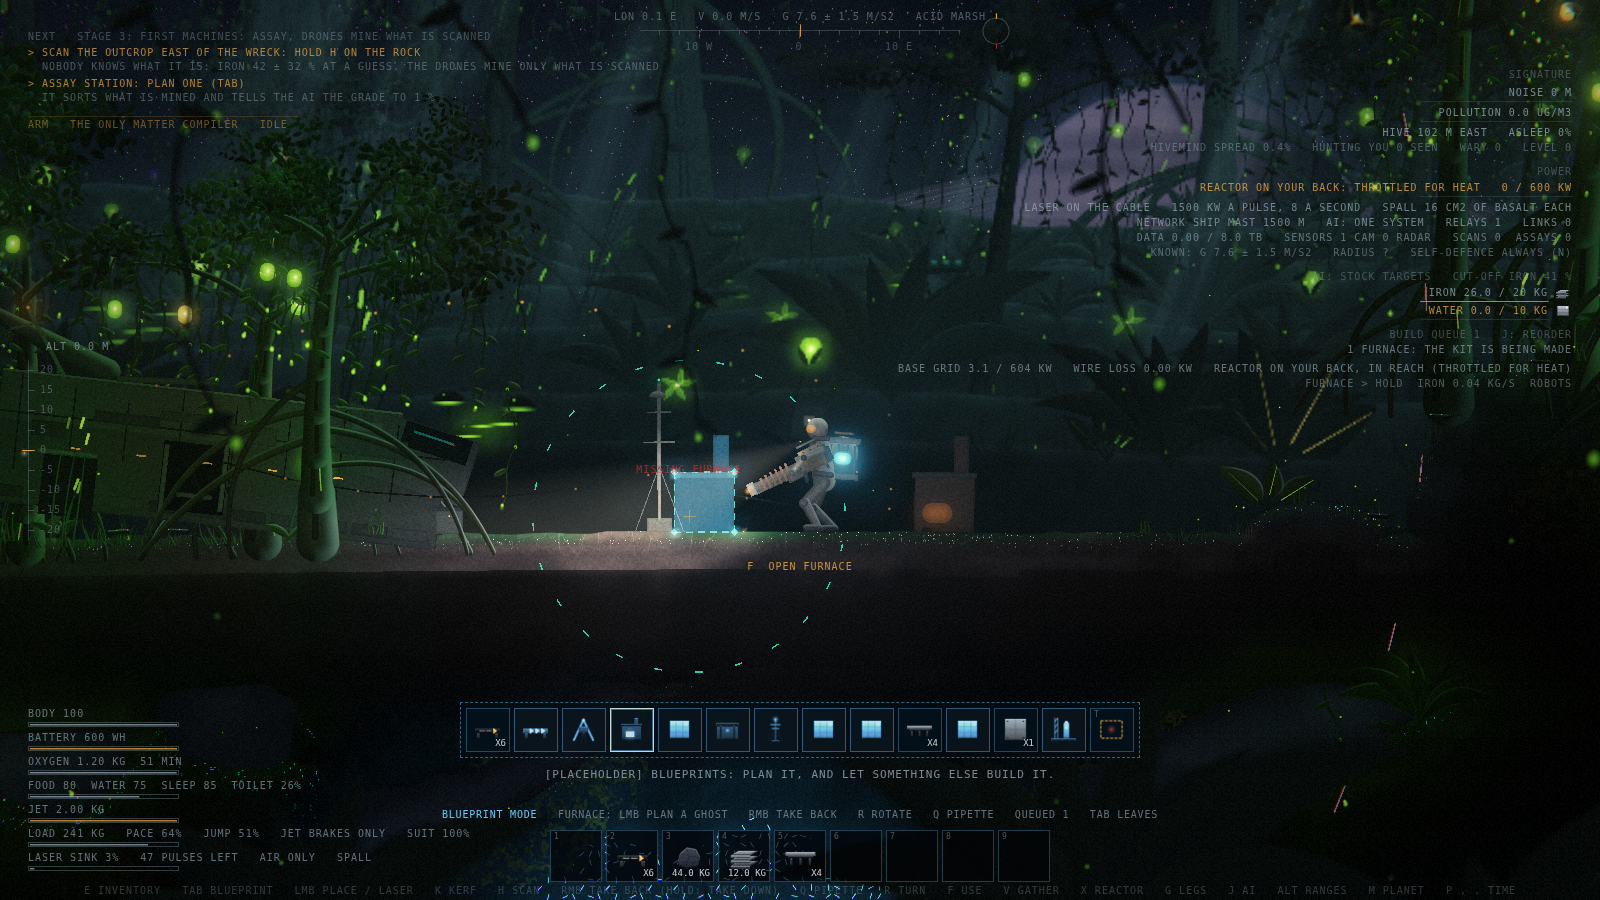 LON 0.1 E   V 0.0 M/S   G 7.6 ± 1.5 M/S2   ACID MARSH
10 W   0   10 E
NEXT   STAGE 3: FIRST MACHINES: ASSAY, DRONES MINE WHAT IS SCANNED
> SCAN THE OUTCROP EAST OF THE WRECK: HOLD H ON THE ROCK
NOBODY KNOWS WHAT IT IS: IRON 42 ± 32 % AT A GUESS. THE DRONES MINE ONLY WHAT IS SCANNED
> ASSAY STATION: PLAN ONE (TAB)
IT SORTS WHAT IS MINED AND TELLS THE AI THE GRADE TO 1 %
ARM   THE ONLY MATTER COMPILER   IDLE
SIGNATURE
NOISE 0 M
POLLUTION 0.0 UG/M3
HIVE 102 M EAST   ASLEEP 0%
HIVEMIND SPREAD 0.4%   HUNTING YOU 0 SEEN   WARY 0   LEVEL 0
POWER
REACTOR ON YOUR BACK: THROTTLED FOR HEAT   0 / 600 KW
LASER ON THE CABLE   1500 KW A PULSE, 8 A SECOND   SPALL 16 CM2 OF BASALT EACH
NETWORK SHIP MAST 1500 M   AI: ONE SYSTEM   RELAYS 1   LINKS 0
DATA 0.00 / 8.0 TB   SENSORS 1 CAM 0 RADAR   SCANS 0   ASSAYS 0
KNOWN: G 7.6 ± 1.5 M/S2   RADIUS ?   SELF-DEFENCE ALWAYS (N)
I: STOCK TARGETS   CUT-OFF IRON 41 %
IRON 26.0 / 20 KG
WATER 0.0 / 10 KG
BUILD QUEUE 1   J: REORDER
1 FURNACE: THE KIT IS BEING MADE
BASE GRID 3.1 / 604 KW   WIRE LOSS 0.00 KW   REACTOR ON YOUR BACK, IN REACH (THROTTLED FOR HEAT)
FURNACE > HOLD   IRON 0.04 KG/S   ROBOTS
ALT 0.0 M
20
15
10
5
0
-5
-10
-15
-20
MISSING FURNACE
F   OPEN FURNACE
X6
X4
X1
T
[PLACEHOLDER] BLUEPRINTS: PLAN IT, AND LET SOMETHING ELSE BUILD IT.
BLUEPRINT MODE   FURNACE: LMB PLAN A GHOST   RMB TAKE BACK   R ROTATE   Q PIPETTE   QUEUED 1   TAB LEAVES
BODY 100
BATTERY 600 WH
OXYGEN 1.20 KG   51 MIN
FOOD 80   WATER 75   SLEEP 85   TOILET 26%
JET 2.00 KG
LOAD 241 KG   PACE 64%   JUMP 51%   JET BRAKES ONLY   SUIT 100%
LASER SINK 3%   47 PULSES LEFT   AIR ONLY   SPALL
1   2   3   4   5   6   7   8   9
X6   44.0 KG   12.0 KG   X4
E INVENTORY   TAB BLUEPRINT   LMB PLACE / LASER   K KERF   H SCAN   RMB TAKE BACK (HOLD: TAKE DOWN)   Q PIPETTE   R TURN   F USE   V GATHER   X REACTOR   G LEGS   J AI   ALT RANGES   M PLANET   P , . TIME